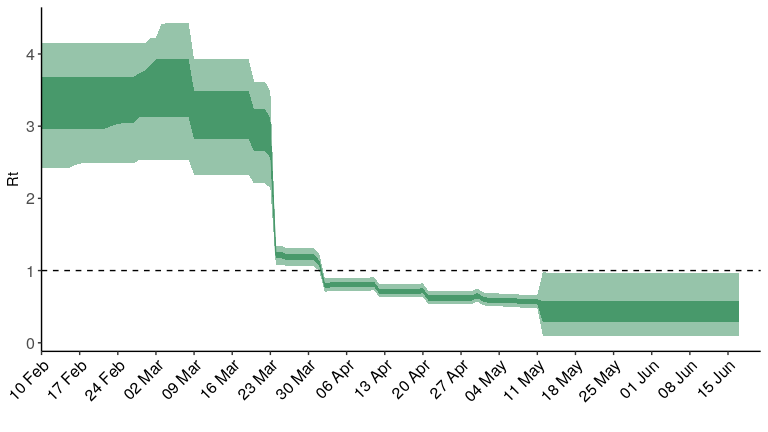 Rt
4
3
2
1
0
10 Feb
17 Feb
24 Feb
02 Mar
09 Mar
16 Mar
23 Mar
30 Mar
06 Apr
13 Apr
20 Apr
27 Apr
04 May
11 May
18 May
25 May
01 Jun
08 Jun
15 Jun